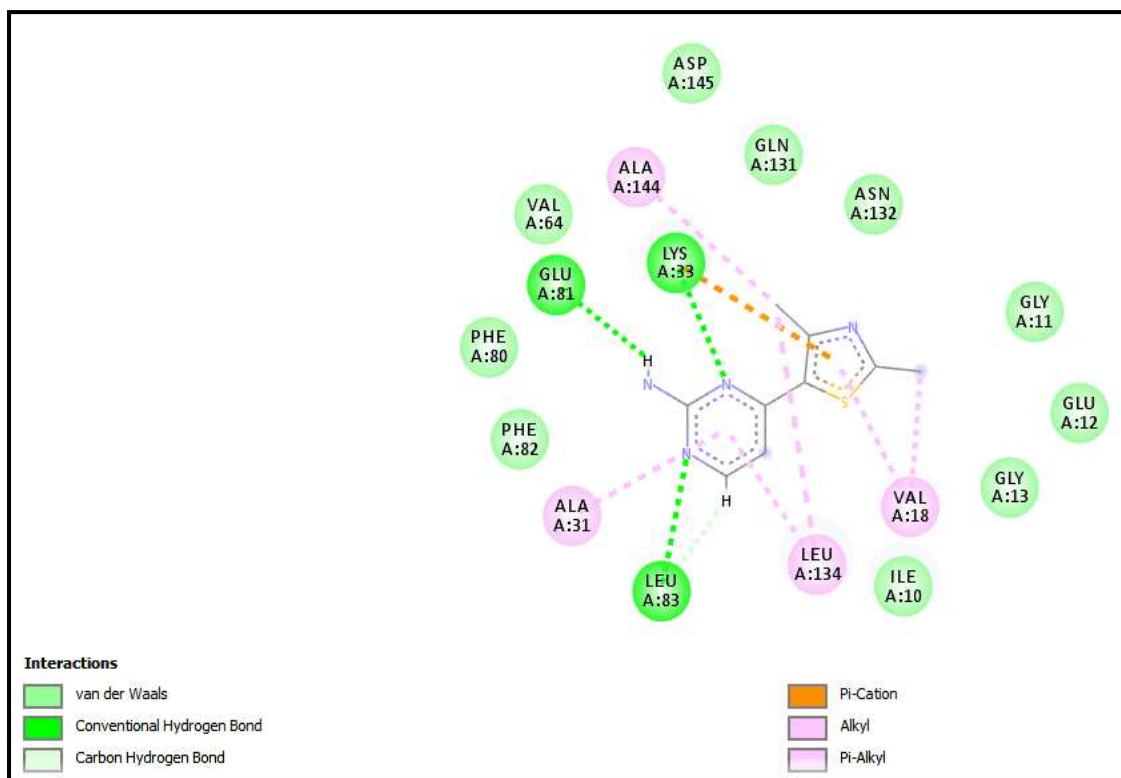 ASP
A:145
GLN
A:131
ALA
A:144
ASN
A:132
VAL
A:64
LYS
A:33
GLU
A:81
GLY
A:11
PHE
A:80
H
N
N
N
GLU
A:12
PHE
A:82
S
N
GLY
A:13
ALA
A:31
H
VAL
A:18
LEU
A:134
LEU
A:83
ILE
A:10
Interactions
van der Waals
Conventional Hydrogen Bond
Carbon Hydrogen Bond
Pi-Cation
Alkyl
Pi-Alkyl